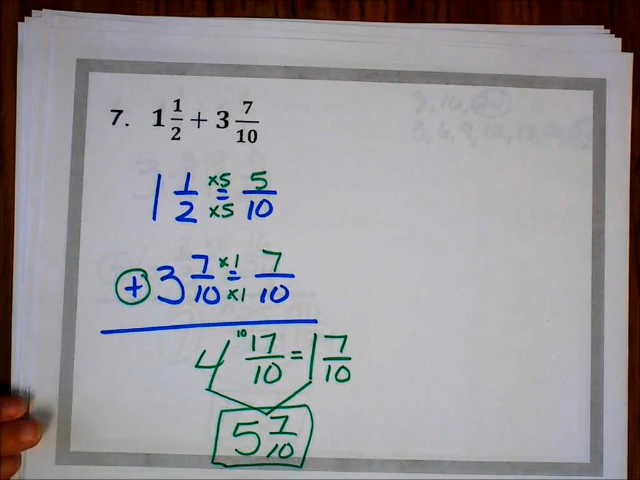 7. 1 1/2 + 3 7/10
1 1/2 ×5/×5 = 5/10
+ 3 7/10 ×1/×1 = 7/10
4 10 17/10 = 1 7/10
5 7/10